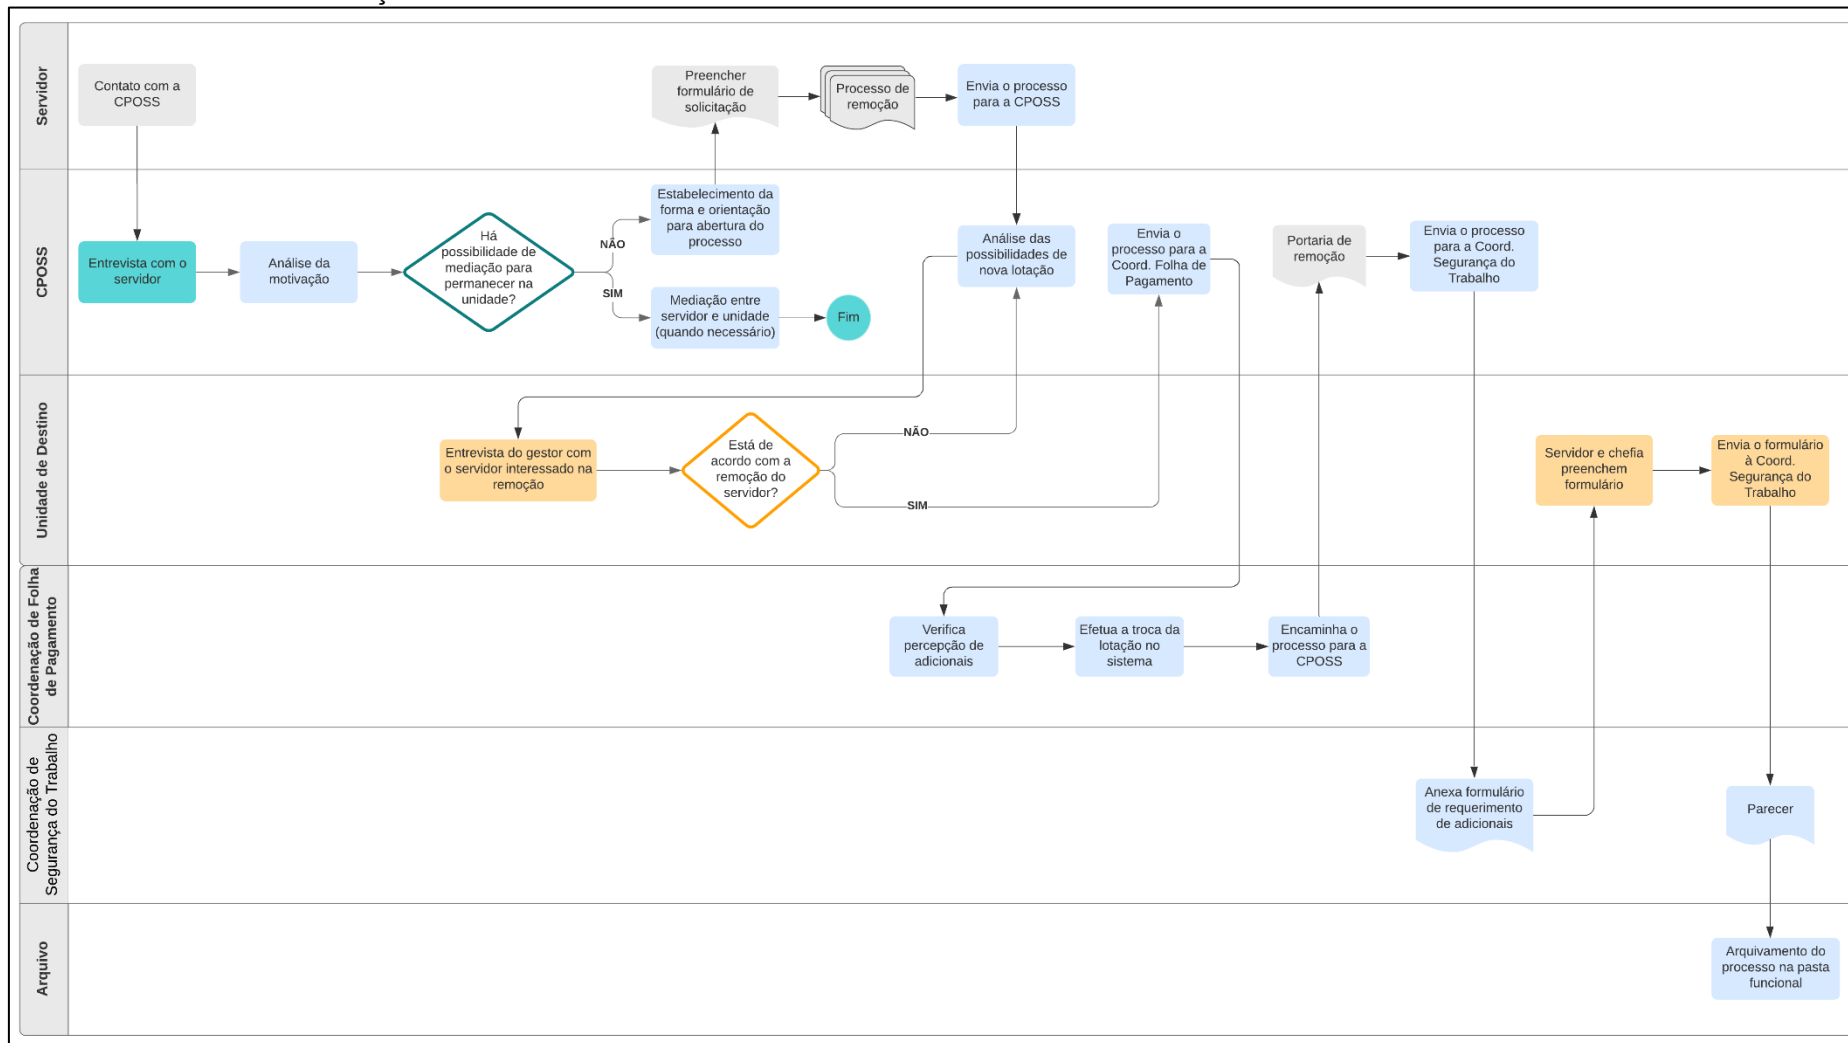 Servidor
Contato com a
CPOSS
Preencher
formulário de
solicitação
Processo de
remoção
Envia o processo
para a CPOSS
CPOSS
Entrevista com o
servidor
Análise da
motivação
Há
possibilidade de
mediação para
permanecer na
unidade?
NÃO
SIM
Estabelecimento da
forma e orientação
para abertura do
processo
Mediação entre
servidor e unidade
(quando necessário)
Fim
Análise das
possibilidades de
nova lotação
Envia o
processo para a
Coord. Folha de
Pagamento
Portaria de
remoção
Envia o processo
para a Coord.
Segurança do
Trabalho
Unidade de Destino
Entrevista do gestor com
o servidor interessado na
remoção
Está de
acordo com a
remoção do
servidor?
NÃO
SIM
Servidor e chefia
preenchem
formulário
Envia o formulário
à Coord.
Segurança do
Trabalho
Coordenação de Folha
de Pagamento
Verifica
percepção de
adicionais
Efetua a troca da
lotação no
sistema
Encaminha o
processo para a
CPOSS
Coordenação de
Segurança do Trabalho
Anexa formulário
de requerimento
de adicionais
Parecer
Arquivo
Arquivamento do
processo na pasta
funcional